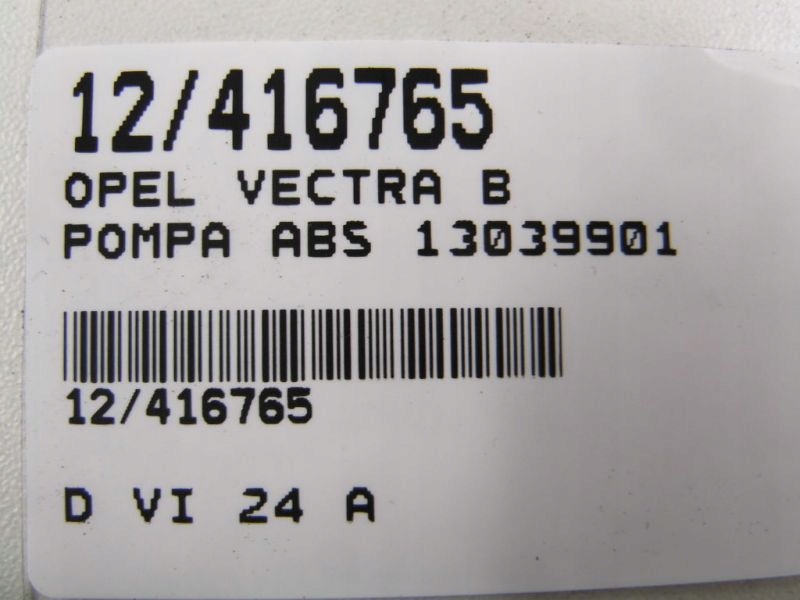 12/416765
OPEL VECTRA B
POMPA ABS 13039901
12/416765
D VI 24 A